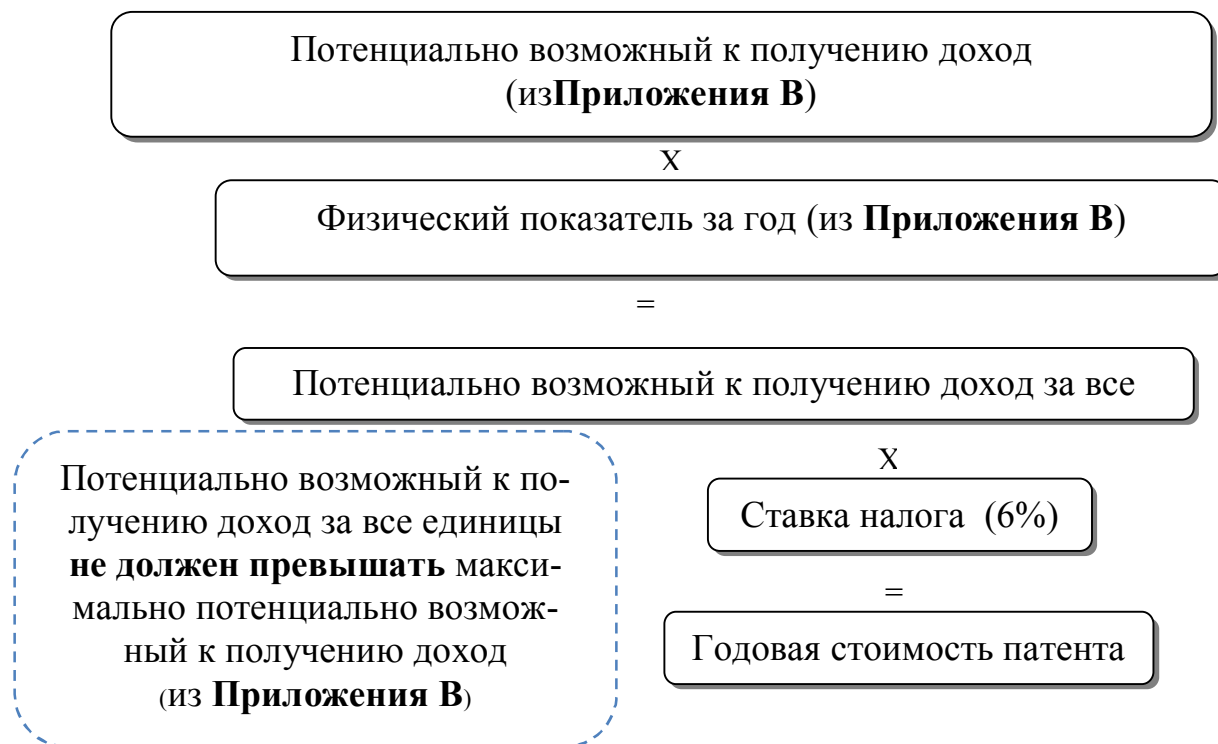 Потенциально возможный к получению доход
(изПриложения В)
X
Физический показатель за год (из Приложения В)
=
Потенциально возможный к получению доход за все
X
Ставка налога (6%)
=
Годовая стоимость патента
Потенциально возможный к по-
лучению доход за все единицы
не должен превышать макси-
мально потенциально возмож-
ный к получению доход
(из Приложения В)